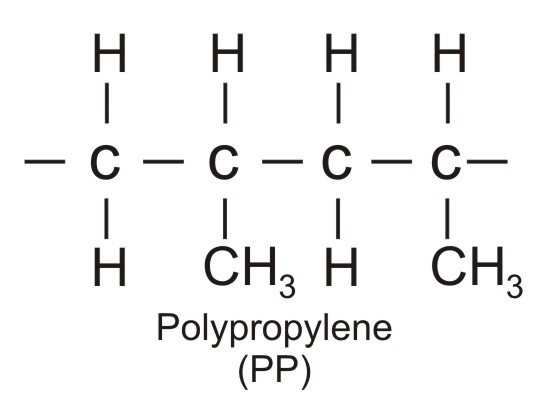 H H H H
— C — C — C — C —
H CH₃ H CH₃
Polypropylene
(PP)